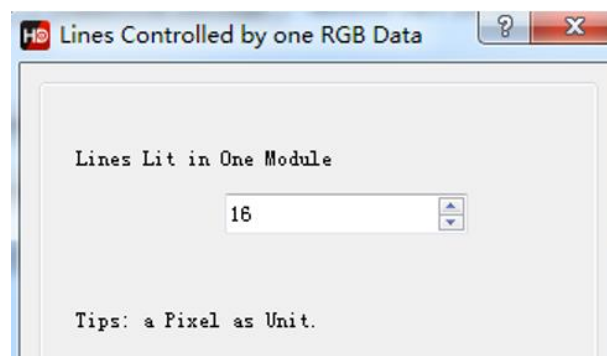 HD Lines Controlled by one RGB Data ? X
Lines Lit in One Module
16
Tips: a Pixel as Unit.